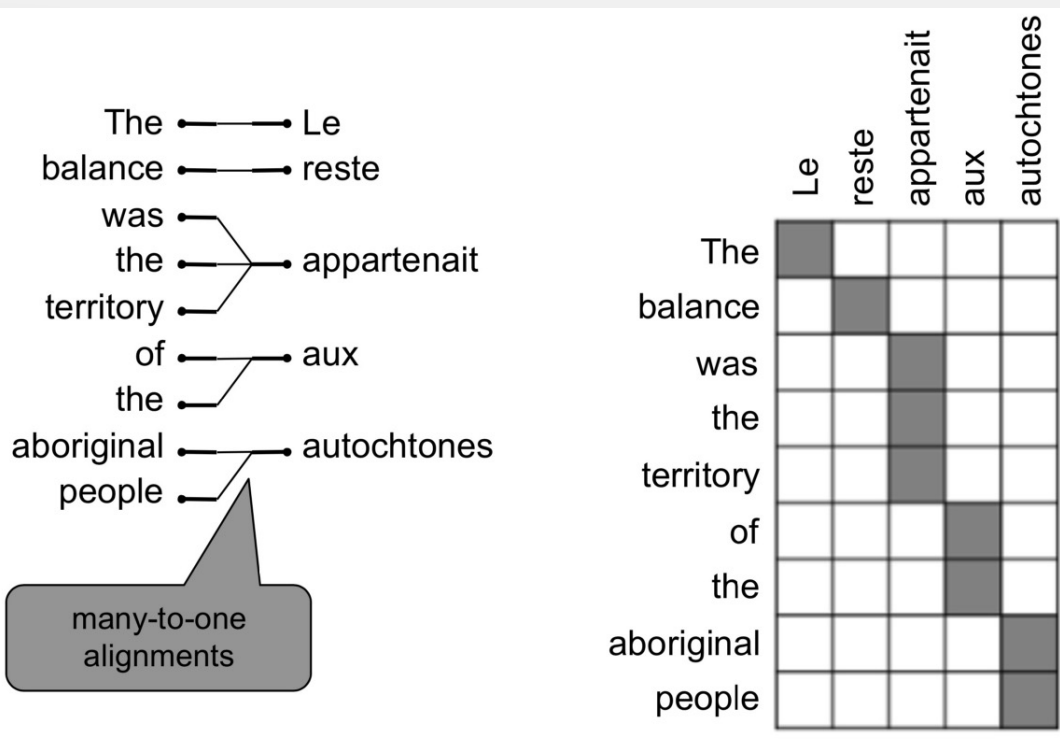 The Le
balance reste
was
the appartenait
territory
of aux
the
aboriginal autochtones
people
many-to-one
alignments
Le
reste
appartenait
aux
autochtones
The
balance
was
the
territory
of
the
aboriginal
people